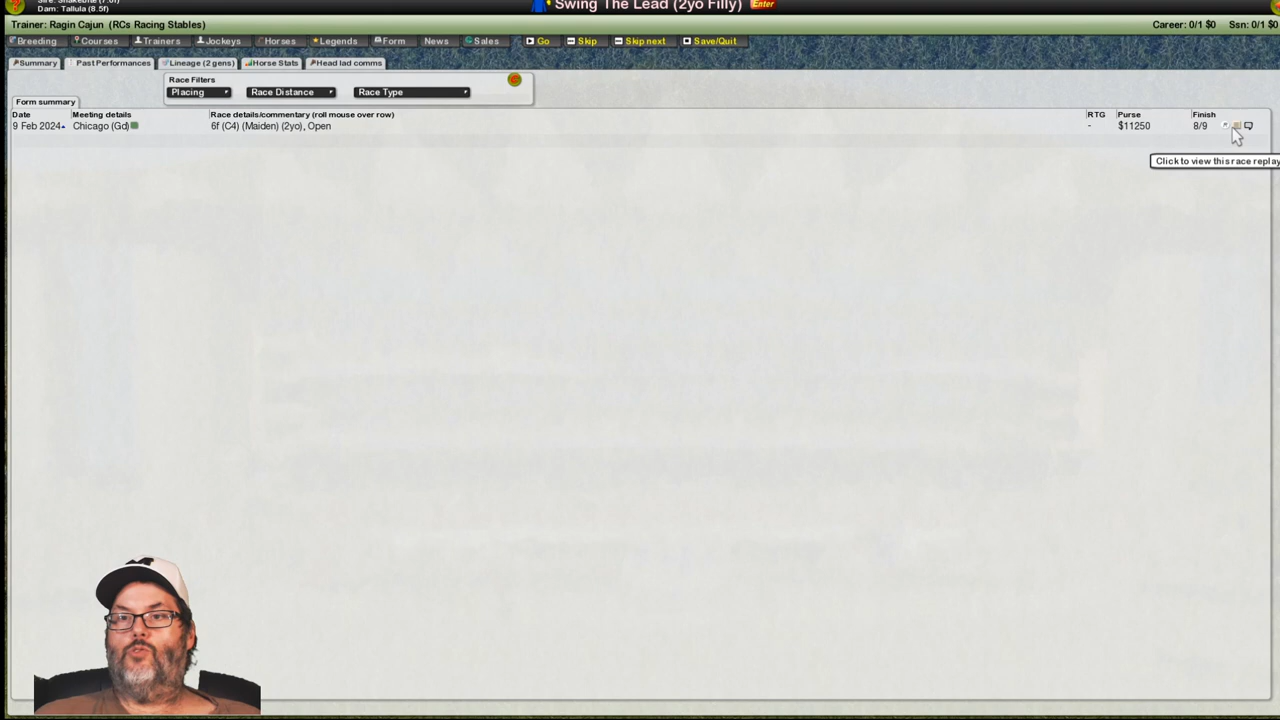 Dam: Tallula (8.5f)
Swing The Lead (2yo Filly) Enter
Trainer: Ragin Cajun (RCs Racing Stables)
Career: 0/1 $0 Ssn: 0/1 $0
Breeding Courses Trainers Jockeys Horses Legends Form News Sales Go Skip Skip next Save/Quit
Summary Past Performances Lineage (2 gens) Horse Stats Head lad comms
Race Filters
Placing Race Distance Race Type
Form summary
Date Meeting details Race details/commentary (roll mouse over row) RTG Purse Finish
9 Feb 2024 Chicago (Gd) 6f (C4) (Maiden) (2yo), Open - $11250 8/9
Click to view this race replay